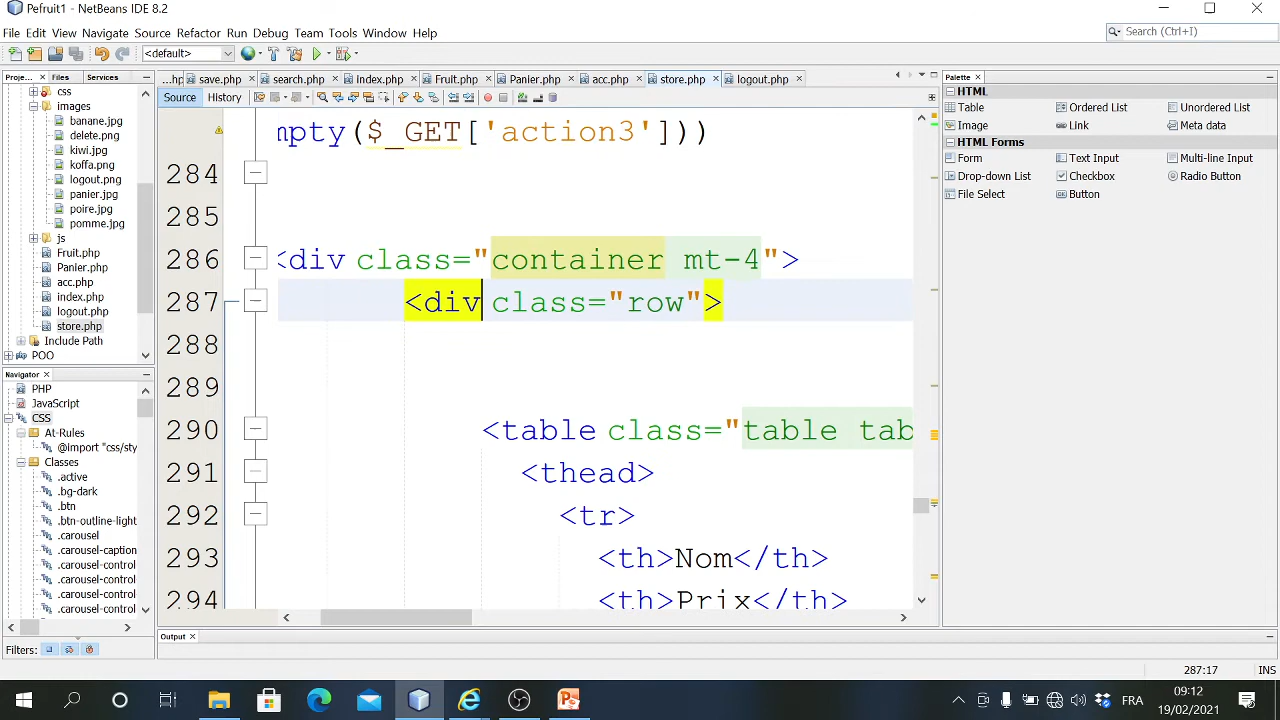 Pefruit1 - NetBeans IDE 8.2
File Edit View Navigate Source Refactor Run Debug Team Tools Window Help
Search (Ctrl+I)
<default>
Proje... Files Services
...hp save.php search.php Index.php Fruit.php Panier.php acc.php store.php logout.php
Palette
Source History
css
images
banane.jpg
delete.png
kiwi.jpg
koffa.png
logout.png
panier.jpg
poire.jpg
pomme.jpg
js
Fruit.php
Panier.php
acc.php
index.php
logout.php
store.php
Include Path
POO
Navigator
PHP
JavaScript
CSS
At-Rules
@import "css/sty
Classes
.active
.bg-dark
.btn
.btn-outline-light
.carousel
.carousel-caption
.carousel-control
.carousel-control
.carousel-control
.carousel-control
Filters:
mpty($_GET['action3']))
284
285
286 <div class="container mt-4">
287 <div class="row">
288
289
290 <table class="table tab
291 <thead>
292 <tr>
293 <th>Nom</th>
294 <th>Prix</th>
HTML
Table Ordered List Unordered List
Image Link Meta data
HTML Forms
Form Text Input Multi-line Input
Drop-down List Checkbox Radio Button
File Select Button
Output
287:17 INS
FRA
09:12
19/02/2021